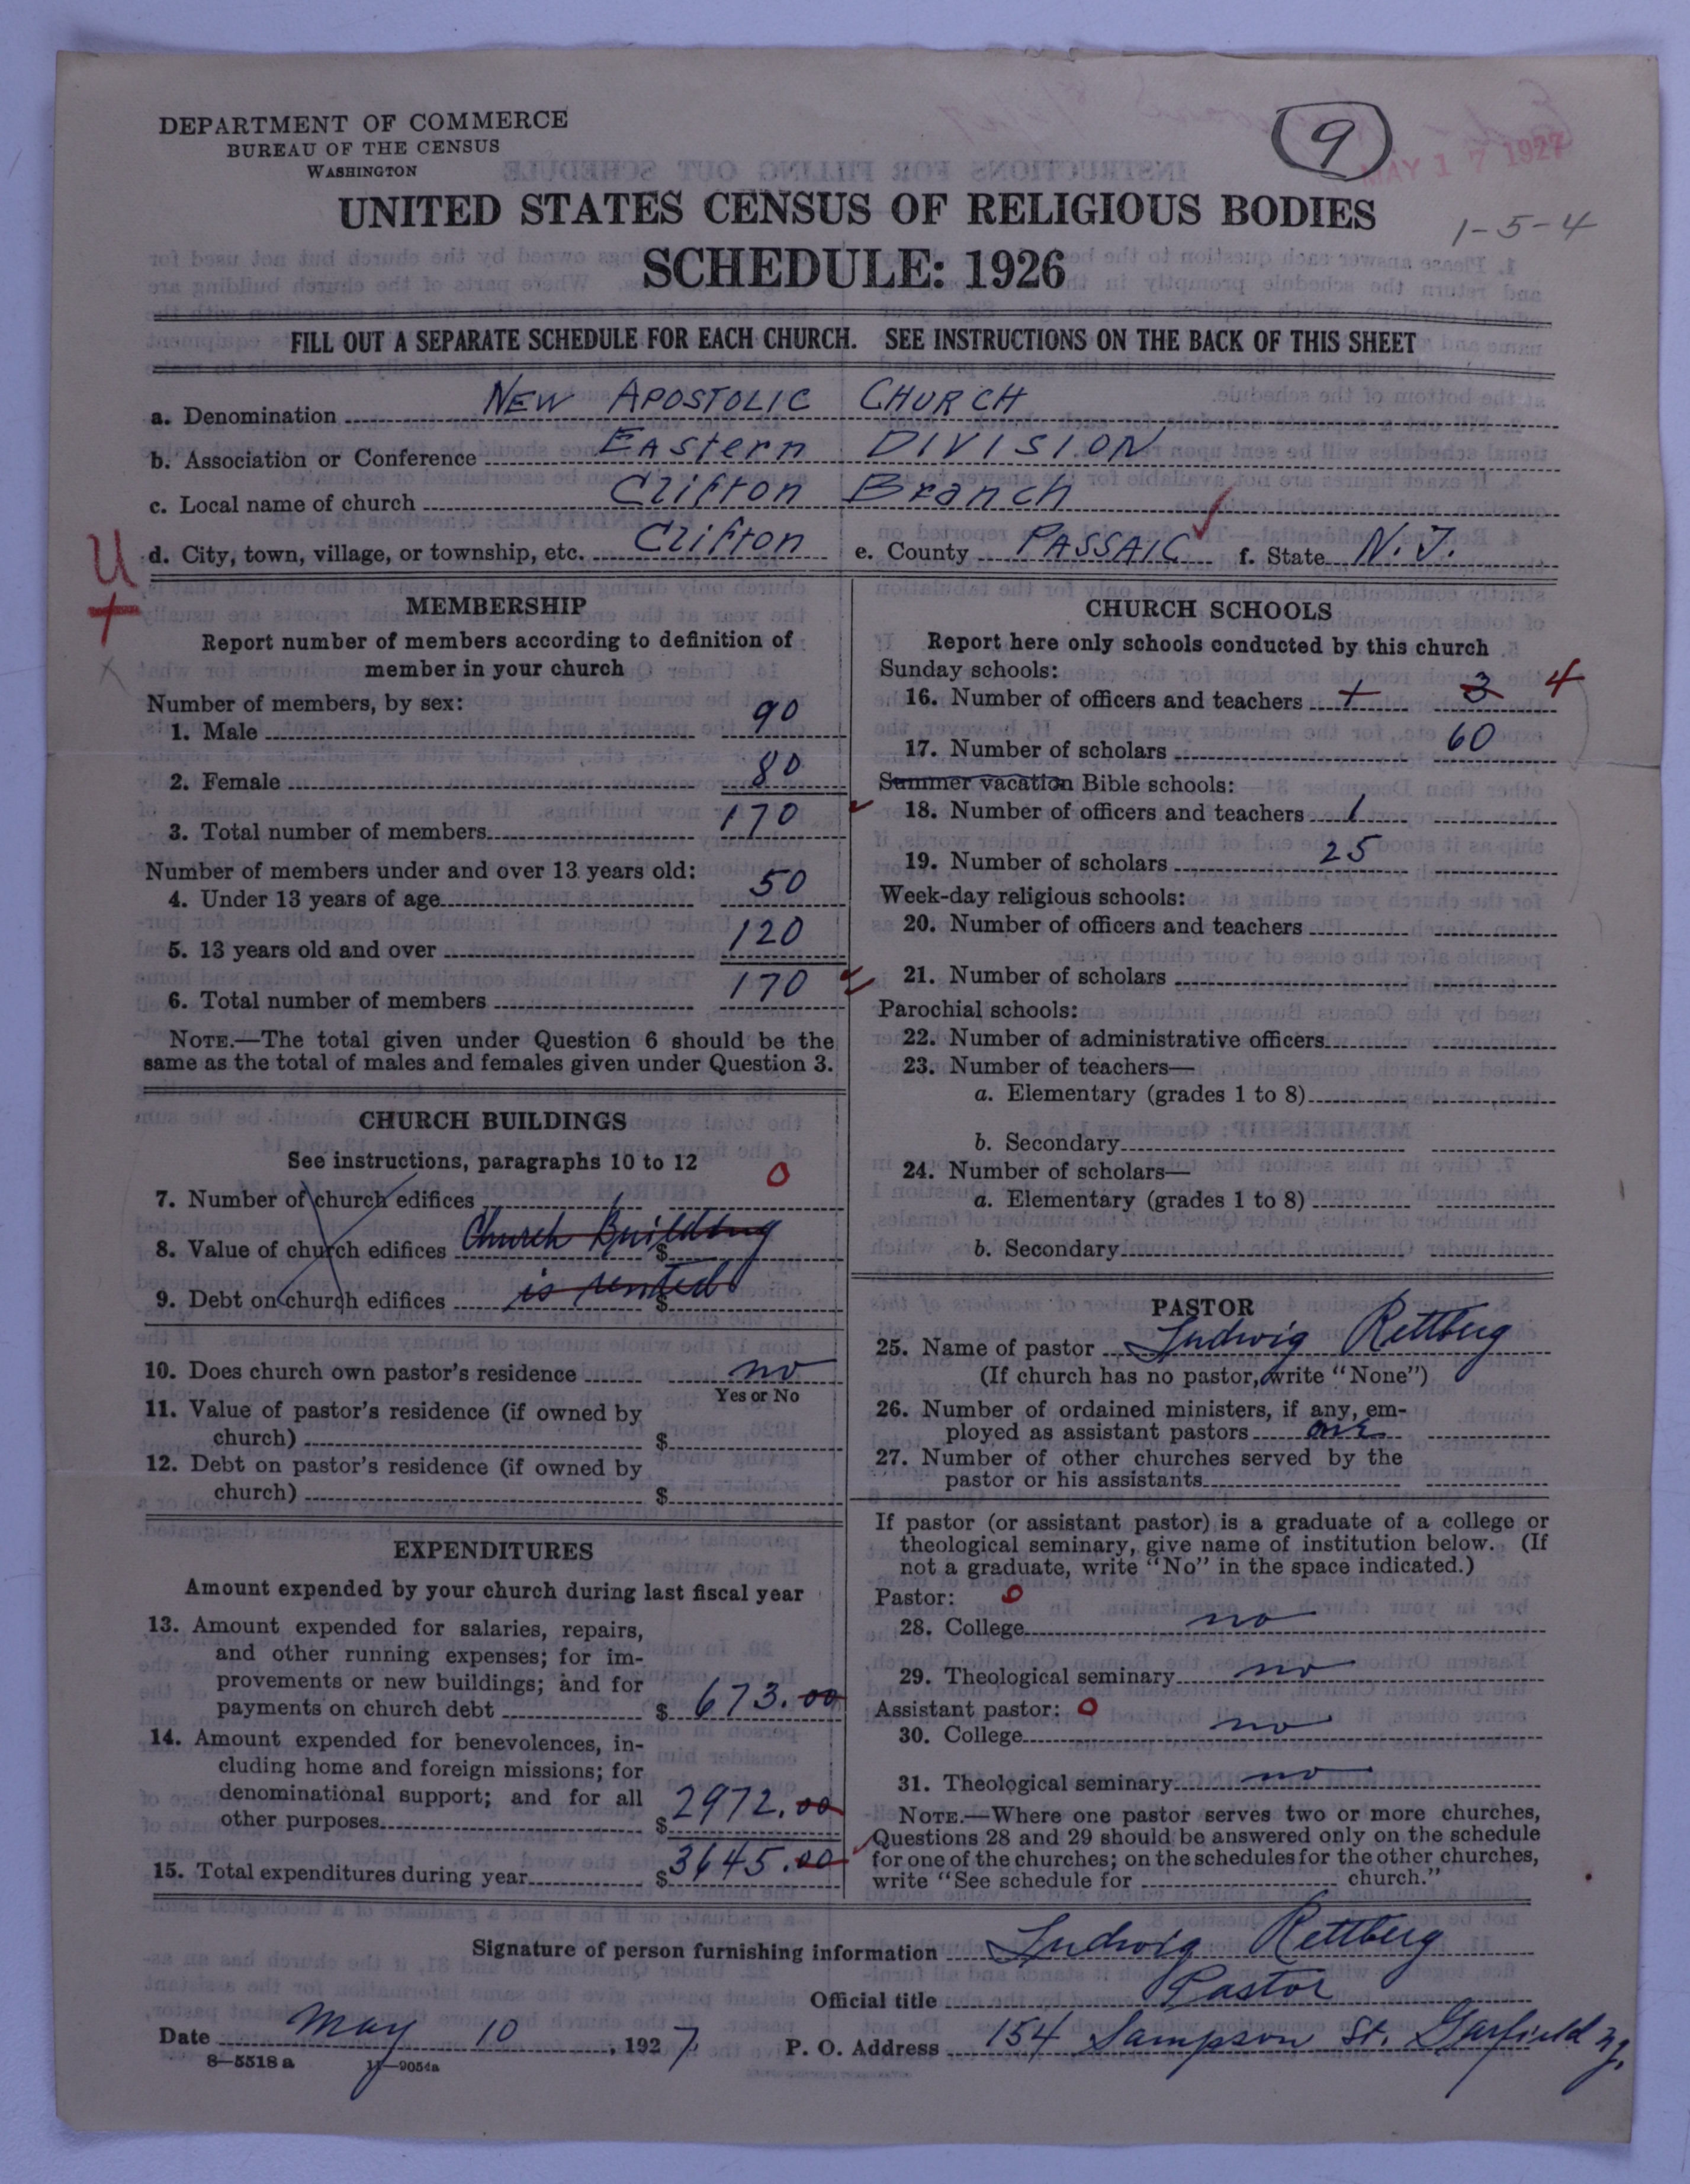 DEPARTMENT OF COMMERCE
BUREAU OF THE CENSUS
WASHINGTON
9
MAY 17 1927
UNITED STATES CENSUS OF RELIGIOUS BODIES
1-5-4
SCHEDULE: 1926
FILL OUT A SEPARATE SCHEDULE FOR EACH CHURCH. SEE INSTRUCTIONS ON THE BACK OF THIS SHEET
a. Denomination NEW APOSTOLIC CHURCH
b. Association or Conference EAstern DIVISION
c. Local name of church Clifton Branch
d. City, town, village, or township, etc. Clifton e. County PASSAIC f. State N.J.
U
+
x
MEMBERSHIP
Report number of members according to definition of
member in your church
Number of members, by sex:
1. Male 90
2. Female 80
3. Total number of members 170
Number of members under and over 13 years old:
4. Under 13 years of age 50
5. 13 years old and over 120
6. Total number of members 170
NOTE.—The total given under Question 6 should be the
same as the total of males and females given under Question 3.
CHURCH BUILDINGS
See instructions, paragraphs 10 to 12
0
7. Number of church edifices 1
8. Value of church edifices Church Building $
9. Debt on church edifices is rented $
10. Does church own pastor's residence no
Yes or No
11. Value of pastor's residence (if owned by
church) $
12. Debt on pastor's residence (if owned by
church) $
EXPENDITURES
Amount expended by your church during last fiscal year
13. Amount expended for salaries, repairs,
and other running expenses; for im-
provements or new buildings; and for
payments on church debt $ 673.00
14. Amount expended for benevolences, in-
cluding home and foreign missions; for
denominational support; and for all
other purposes $ 2972.00
15. Total expenditures during year $ 3645.00
CHURCH SCHOOLS
Report here only schools conducted by this church
Sunday schools:
16. Number of officers and teachers + 3 4
17. Number of scholars 60
Summer vacation Bible schools:
18. Number of officers and teachers 1
19. Number of scholars 25
Week-day religious schools:
20. Number of officers and teachers
21. Number of scholars
Parochial schools:
22. Number of administrative officers
23. Number of teachers—
a. Elementary (grades 1 to 8)
b. Secondary
24. Number of scholars—
a. Elementary (grades 1 to 8)
b. Secondary
PASTOR
25. Name of pastor Ludwig Rettberg
(If church has no pastor, write "None")
26. Number of ordained ministers, if any, em-
ployed as assistant pastors one
27. Number of other churches served by the
pastor or his assistants
If pastor (or assistant pastor) is a graduate of a college or
theological seminary, give name of institution below. (If
not a graduate, write "No" in the space indicated.)
Pastor: 0
28. College no
29. Theological seminary no
Assistant pastor: 0
30. College no
31. Theological seminary no
NOTE.—Where one pastor serves two or more churches,
Questions 28 and 29 should be answered only on the schedule
for one of the churches; on the schedules for the other churches,
write "See schedule for church."
Signature of person furnishing information Ludwig Rettberg
Official title Pastor
Date May 10, 1927, P. O. Address 154 Sampson St. Garfield N.J.
8—5518a 11—9054a